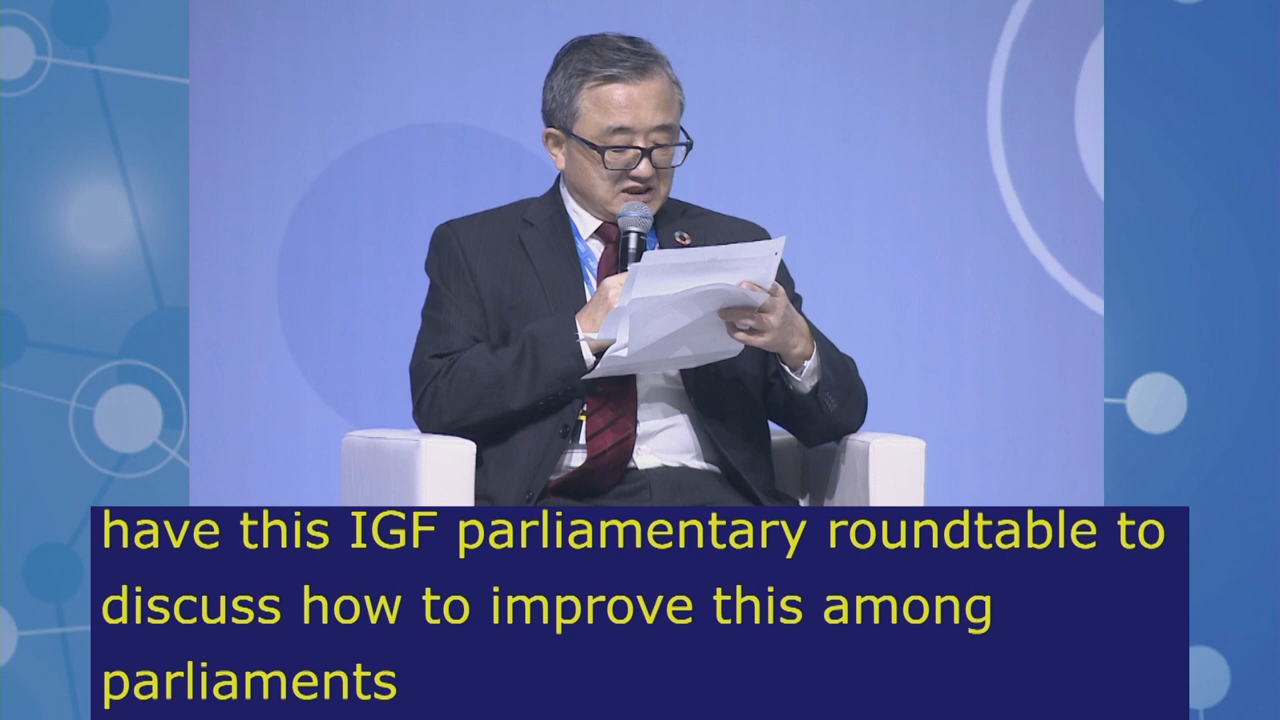 have this IGF parliamentary roundtable to
discuss how to improve this among
parliaments